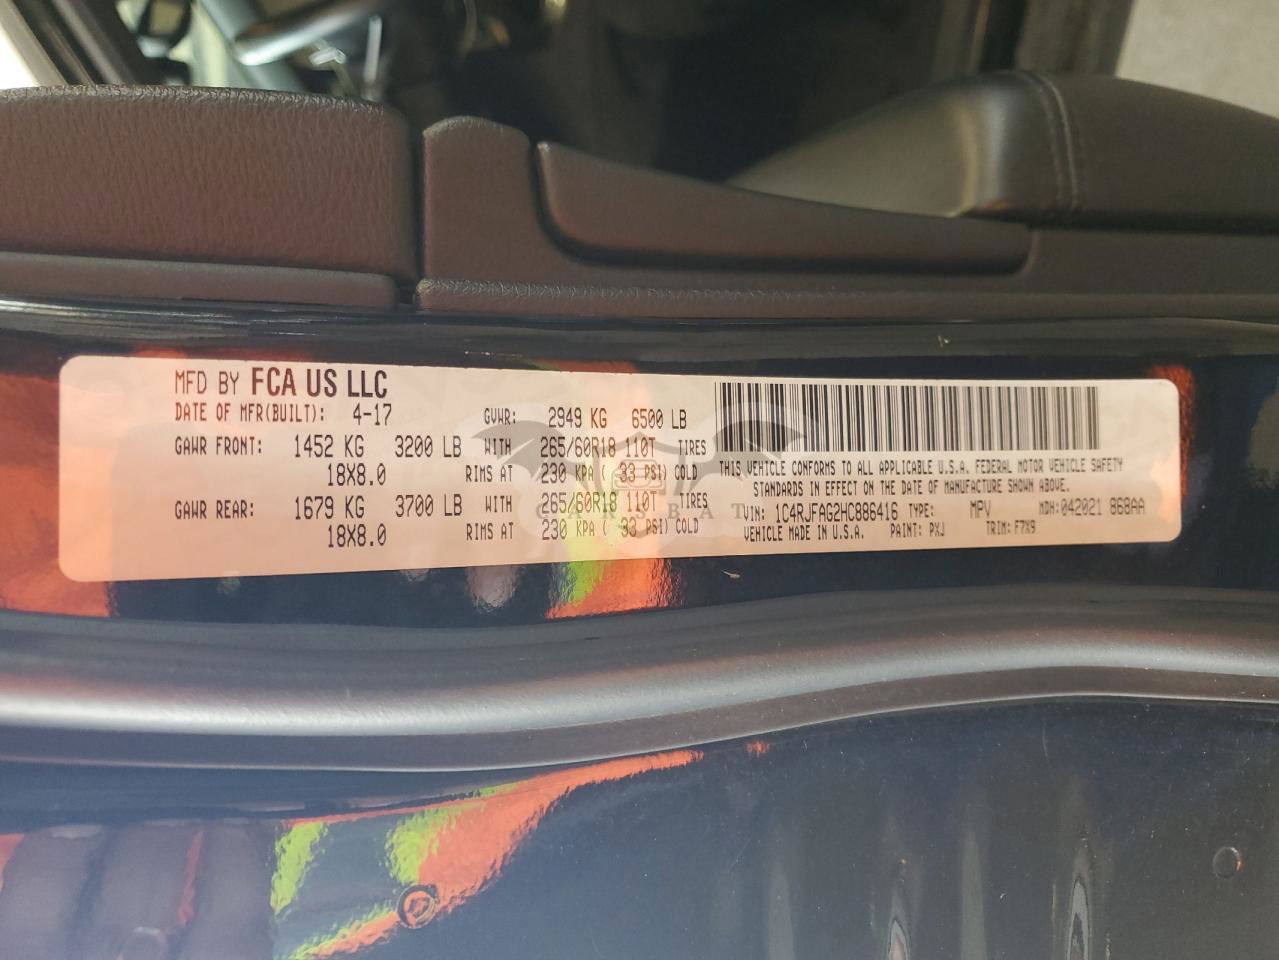 MFD BY FCA US LLC
DATE OF MFR(BUILT): 4-17 GVWR: 2949 KG 6500 LB
GAWR FRONT: 1452 KG 3200 LB WITH 265/60R18 110T TIRES
18X8.0 RIMS AT 230 KPA ( 33 PSI) COLD
GAWR REAR: 1679 KG 3700 LB WITH 265/60R18 110T TIRES
18X8.0 RIMS AT 230 KPA ( 33 PSI) COLD
THIS VEHICLE CONFORMS TO ALL APPLICABLE U.S.A. FEDERAL MOTOR VEHICLE SAFETY
STANDARDS IN EFFECT ON THE DATE OF MANUFACTURE SHOWN ABOVE.
VIN: 1C4RJFAG2HC886416 TYPE: MPV MDH: 042021 868AA
VEHICLE MADE IN U.S.A. PAINT: PXJ TRIM: F7X9